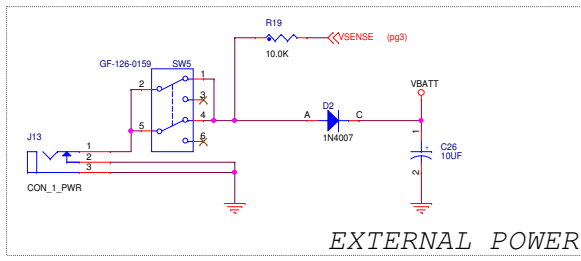 R19
VSENSE (pg3)
10.0K
GF-126-0159 SW5
2 1
3
5 4
6
VBATT
D2
A C
1N4007
J13
1
2
3
CON_1_PWR
1
+
C26
10UF
2
EXTERNAL POWER